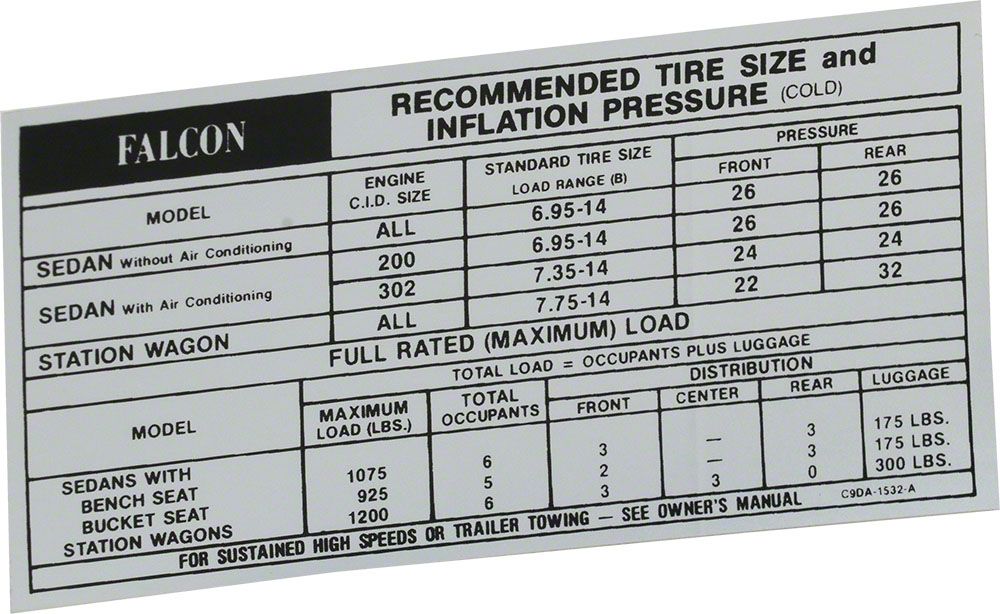 FALCON
RECOMMENDED TIRE SIZE and
INFLATION PRESSURE (COLD)
MODEL
ENGINE
C.I.D. SIZE
STANDARD TIRE SIZE
LOAD RANGE (B)
PRESSURE
FRONT REAR
SEDAN Without Air Conditioning ALL 6.95-14 26 26
SEDAN With Air Conditioning 200 6.95-14 26 26
302 7.35-14 24 24
STATION WAGON ALL 7.75-14 22 32
FULL RATED (MAXIMUM) LOAD
TOTAL LOAD = OCCUPANTS PLUS LUGGAGE
MODEL
MAXIMUM
LOAD (LBS.)
TOTAL
OCCUPANTS
DISTRIBUTION
FRONT CENTER REAR LUGGAGE
SEDANS WITH
BENCH SEAT 1075 6 3 — 3 175 LBS.
BUCKET SEAT 925 5 2 — 3 175 LBS.
STATION WAGONS 1200 6 3 3 0 300 LBS.
C9DA-1532-A
FOR SUSTAINED HIGH SPEEDS OR TRAILER TOWING — SEE OWNER'S MANUAL